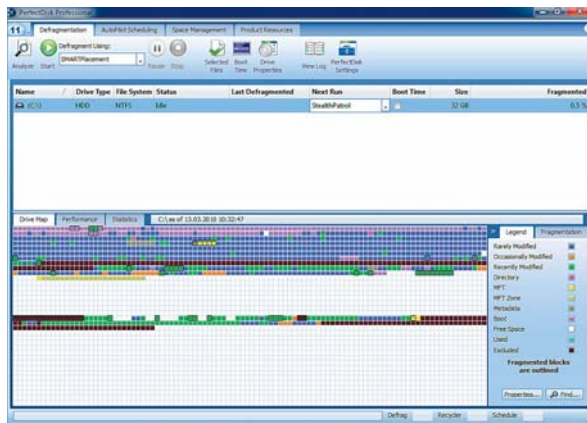 PerfectDisk Professional
11 Defragmentation AutoPilot Scheduling Space Management Product Resources
Defragment Using:
SMARTPlacement
Analyze Start Pause Stop Selected Files Boot Time Drive Properties View Log PerfectDisk Settings
Name Drive Type File System Status Last Defragmented Next Run Boot Time Size Fragmented
(C:\) HDD NTFS Idle StealthPatrol 32 GB 0.5 %
Drive Map Performance Statistics C:\ as of 13.03.2010 10:32:47
Legend Fragmentation
Rarely Modified
Occasionally Modified
Recently Modified
Directory
MFT
MFT Zone
Metadata
Boot
Free Space
Used
Excluded
Fragmented blocks
are outlined
Properties... Find...
Defrag Recycler Schedule